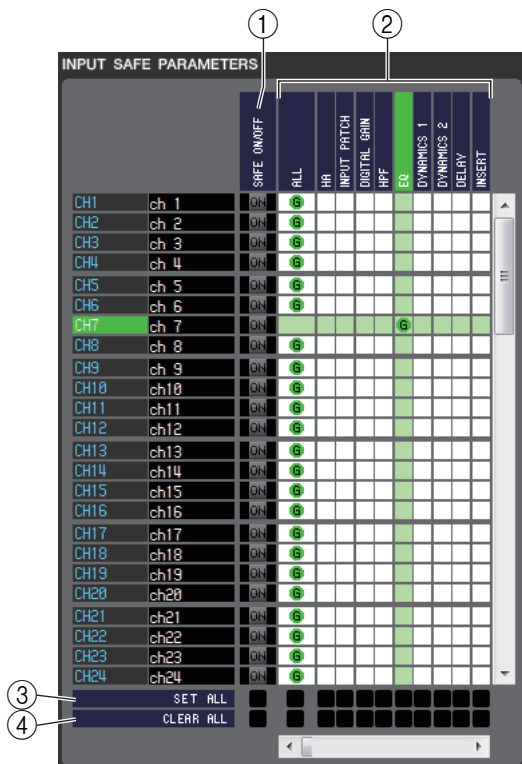 ① ②
INPUT SAFE PARAMETERS
SAFE ON/OFF ALL HA INPUT PATCH DIGITAL GAIN HPF EQ DYNAMICS 1 DYNAMICS 2 DELAY INSERT
CH1 ch 1 ON G
CH2 ch 2 ON G
CH3 ch 3 ON G
CH4 ch 4 ON G
CH5 ch 5 ON G
CH6 ch 6 ON G
CH7 ch 7 ON G
CH8 ch 8 ON G
CH9 ch 9 ON G
CH10 ch10 ON G
CH11 ch11 ON G
CH12 ch12 ON G
CH13 ch13 ON G
CH14 ch14 ON G
CH15 ch15 ON G
CH16 ch16 ON G
CH17 ch17 ON G
CH18 ch18 ON G
CH19 ch19 ON G
CH20 ch20 ON G
CH21 ch21 ON G
CH22 ch22 ON G
CH23 ch23 ON G
CH24 ch24 ON G
③ SET ALL
④ CLEAR ALL